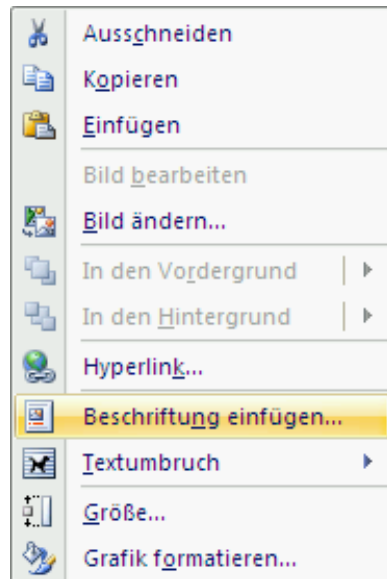 Ausschneiden
Kopieren
Einfügen
Bild bearbeiten
Bild ändern...
In den Vordergrund
In den Hintergrund
Hyperlink...
Beschriftung einfügen...
Textumbruch
Größe...
Grafik formatieren...